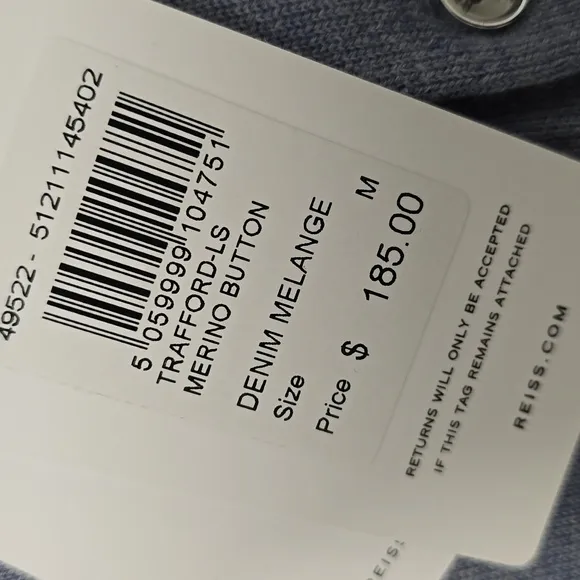 49522- 51211145402
5 059999 104751
TRAFFORD-LS
MERINO BUTTON
DENIM MELANGE
Size M
Price $ 185.00
RETURNS WILL ONLY BE ACCEPTED
IF THIS TAG REMAINS ATTACHED
REISS.COM